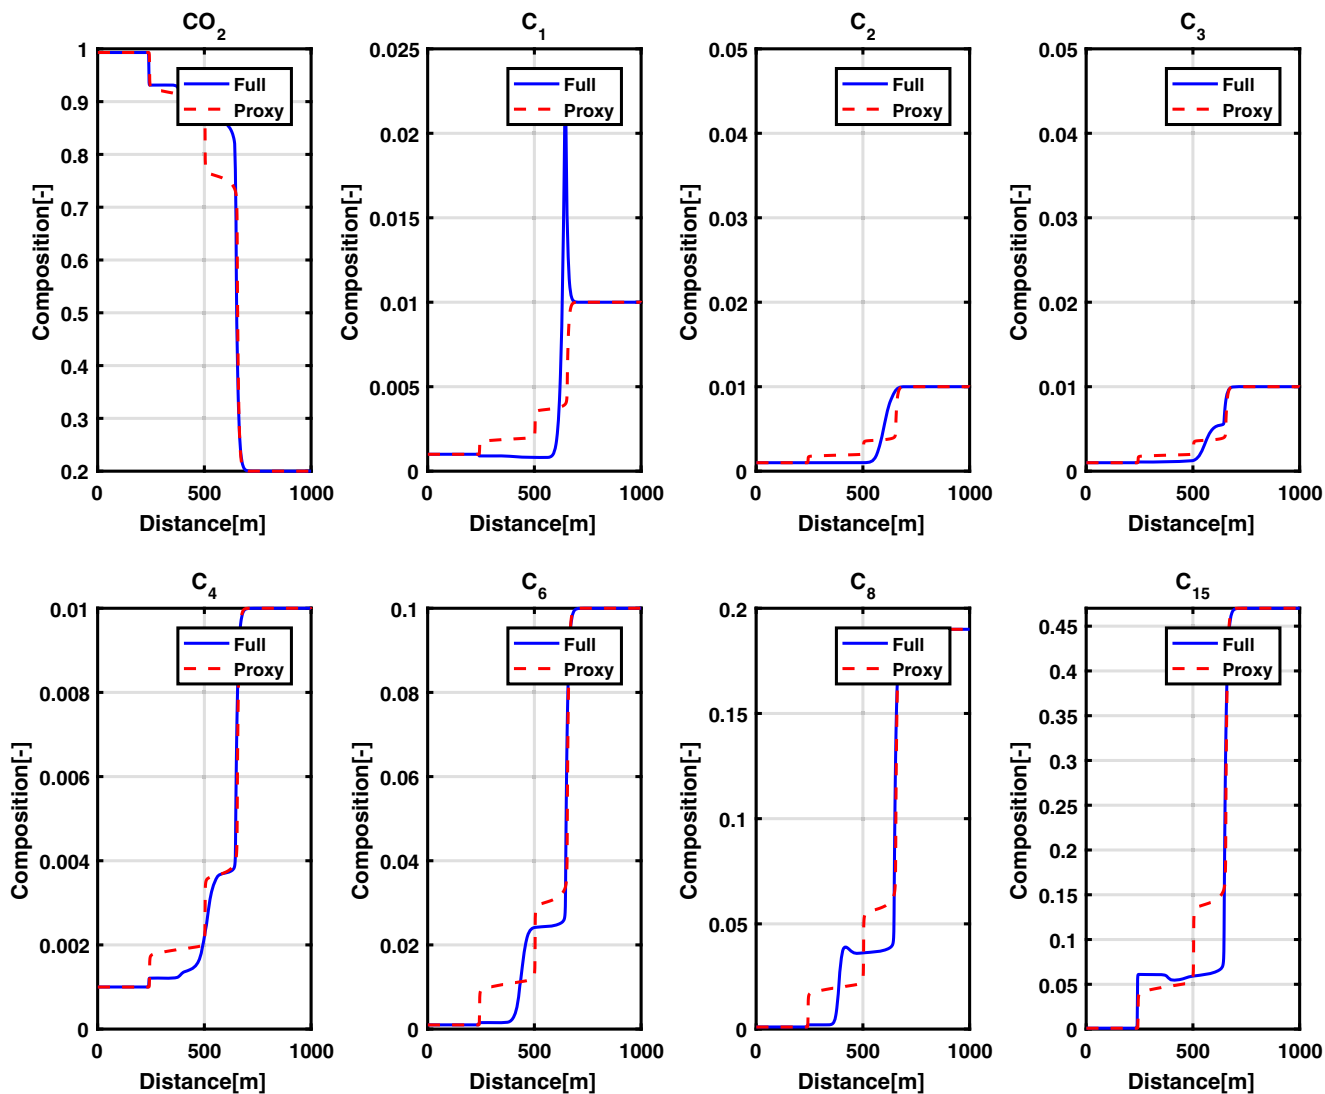 CO2
C1
C2
C3
Composition[-]
1
0.9
0.8
0.7
0.6
0.5
0.4
0.3
0.2
Full
Proxy
0
500
1000
Distance[m]
Composition[-]
0.025
0.02
0.015
0.01
0.005
0
Full
Proxy
0
500
1000
Distance[m]
Composition[-]
0.05
0.04
0.03
0.02
0.01
0
Full
Proxy
0
500
1000
Distance[m]
Composition[-]
0.05
0.04
0.03
0.02
0.01
0
Full
Proxy
0
500
1000
Distance[m]
C4
C6
C8
C15
Composition[-]
0.01
0.008
0.006
0.004
0.002
0
Full
Proxy
0
500
1000
Distance[m]
Composition[-]
0.1
0.08
0.06
0.04
0.02
0
Full
Proxy
0
500
1000
Distance[m]
Composition[-]
0.2
0.15
0.1
0.05
0
Full
Proxy
0
500
1000
Distance[m]
Composition[-]
0.45
0.4
0.35
0.3
0.25
0.2
0.15
0.1
0.05
0
Full
Proxy
0
500
1000
Distance[m]